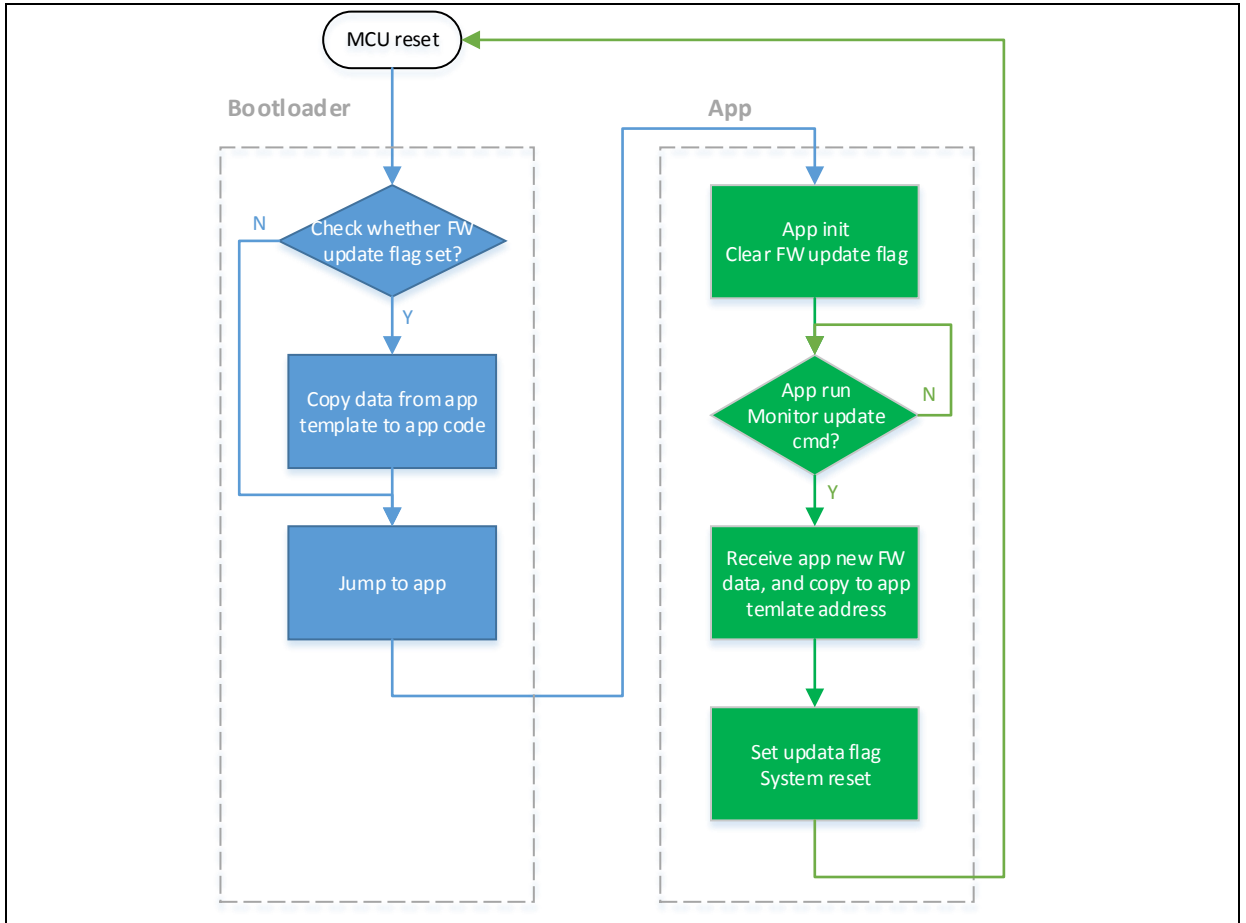 MCU reset
Bootloader
N
Check whether FW
update flag set?
Y
Copy data from app
template to app code
Jump to app
App
App init
Clear FW update flag
App run
Monitor update
cmd?
N
Y
Receive app new FW
data, and copy to app
temlate address
Set updata flag
System reset